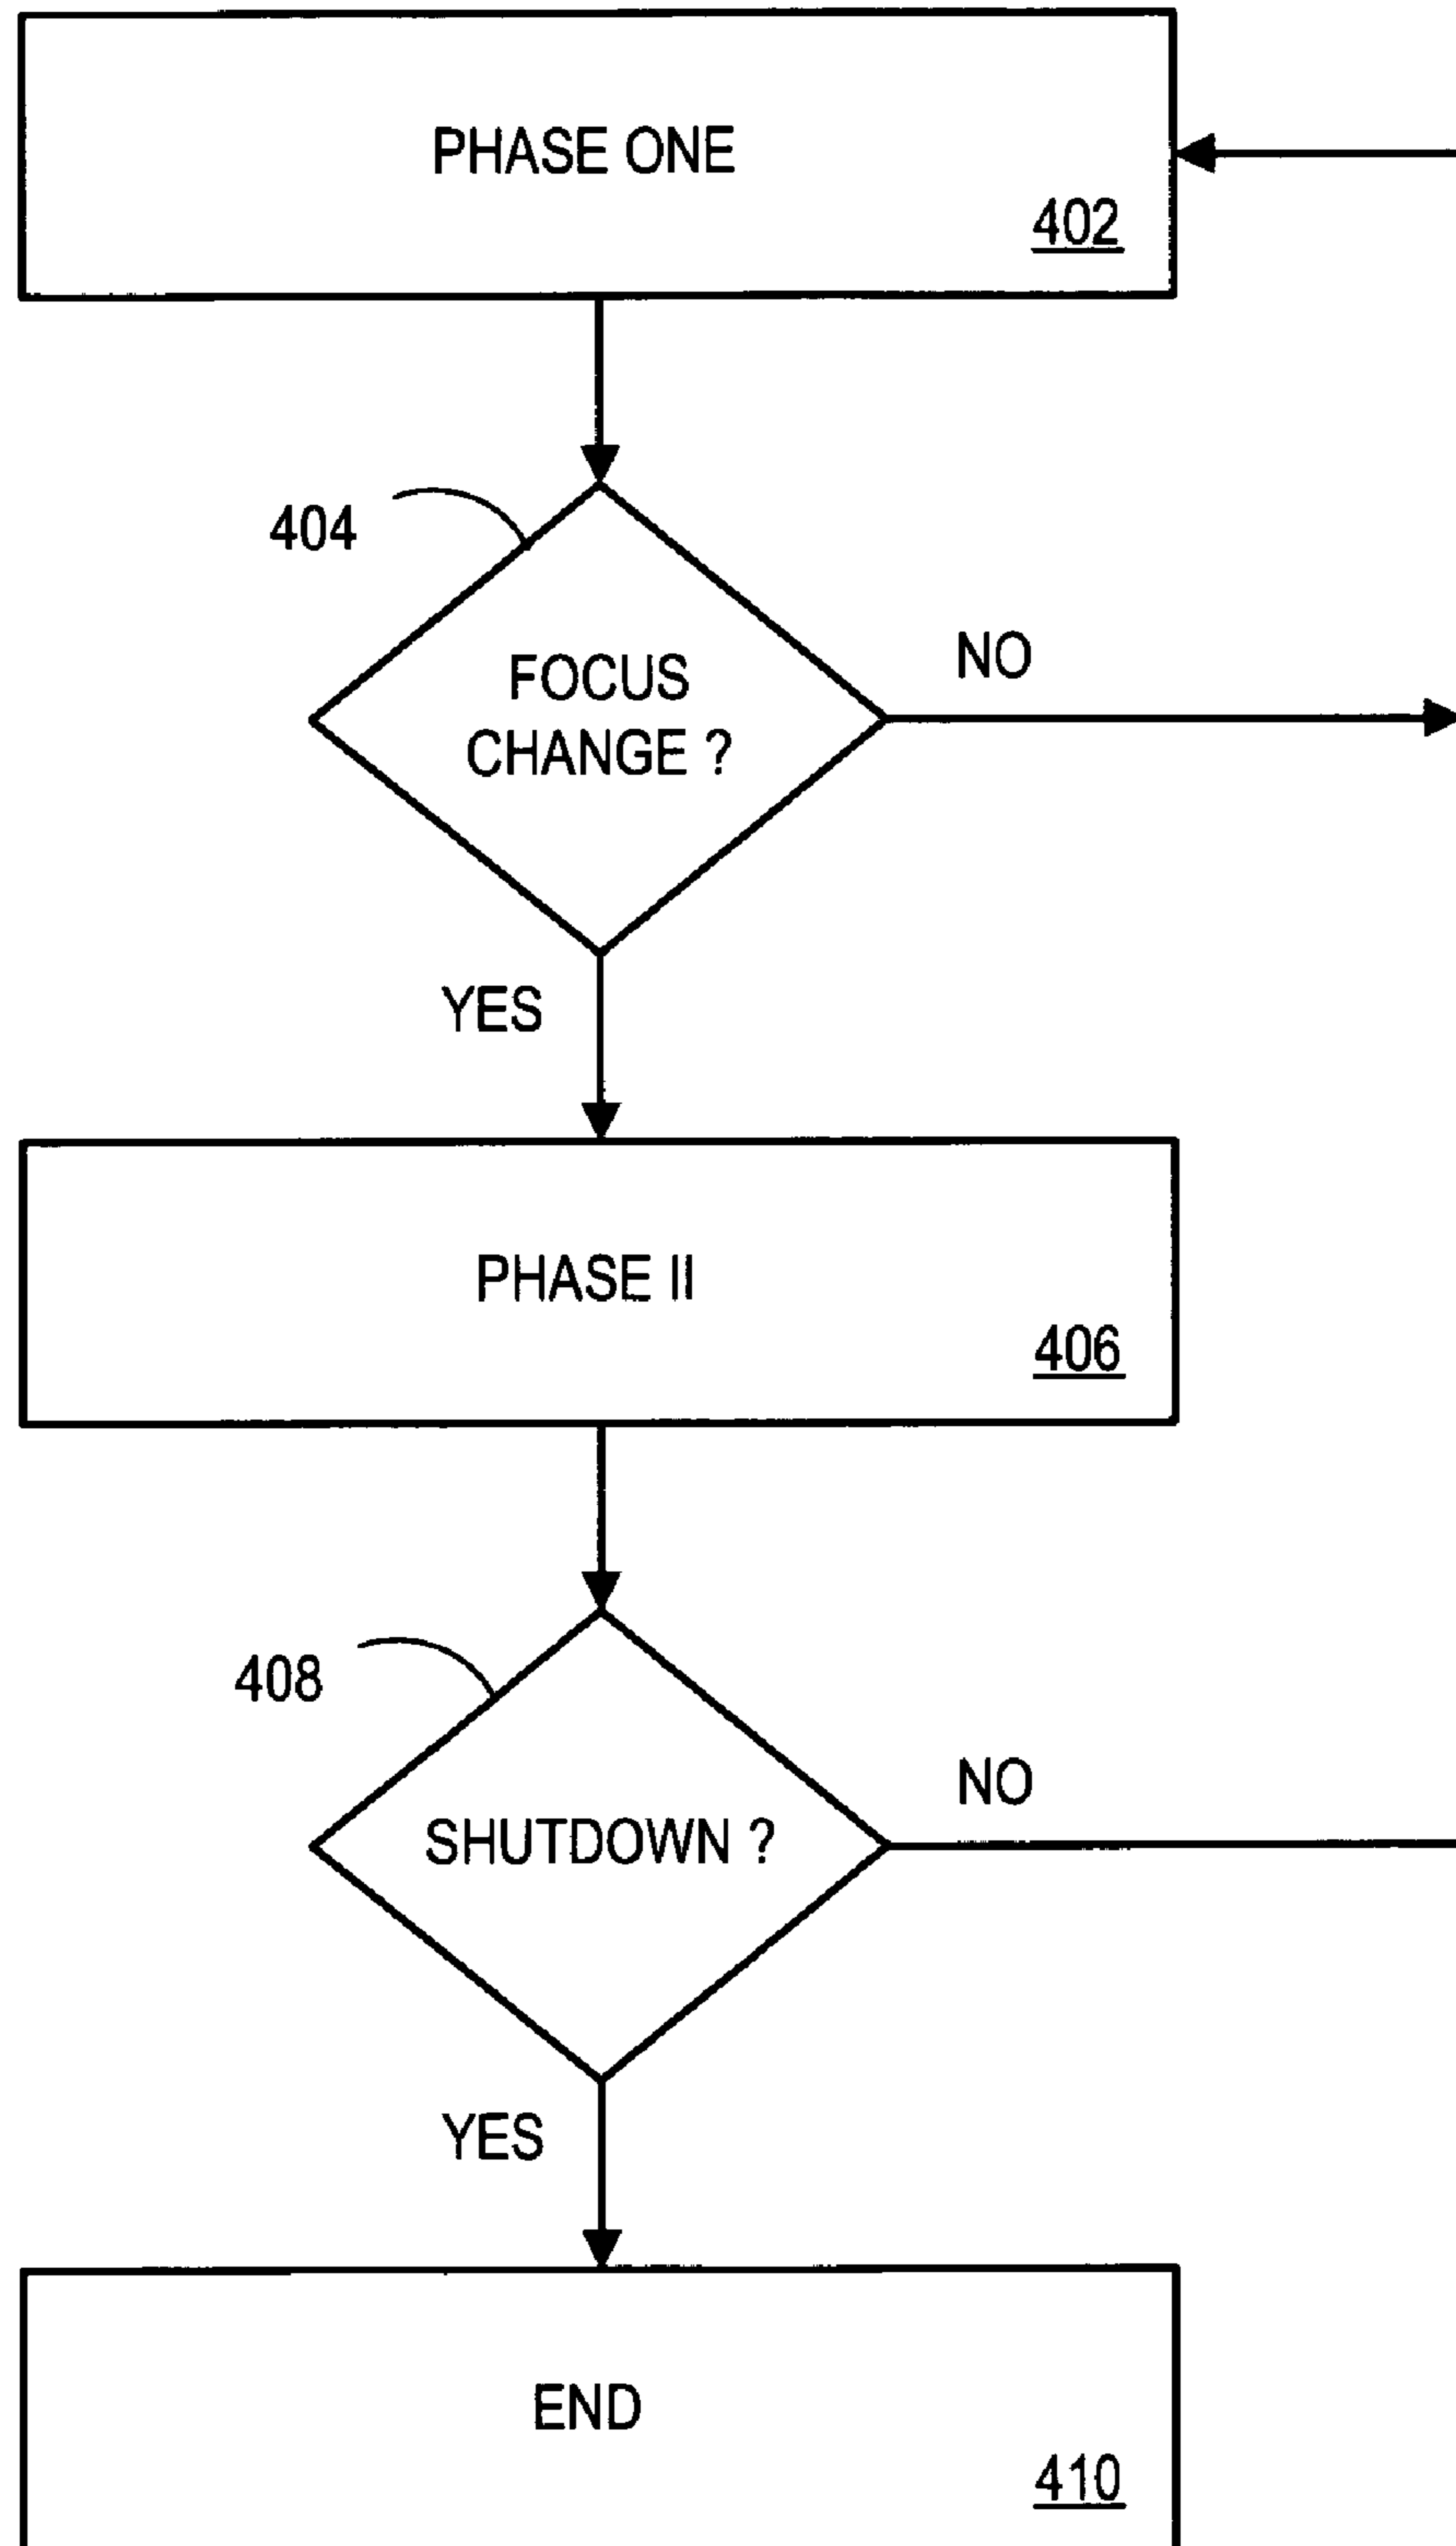 PHASE ONE
402
404
FOCUS
CHANGE ?
NO
YES
PHASE II
406
408
SHUTDOWN ?
NO
YES
END
410